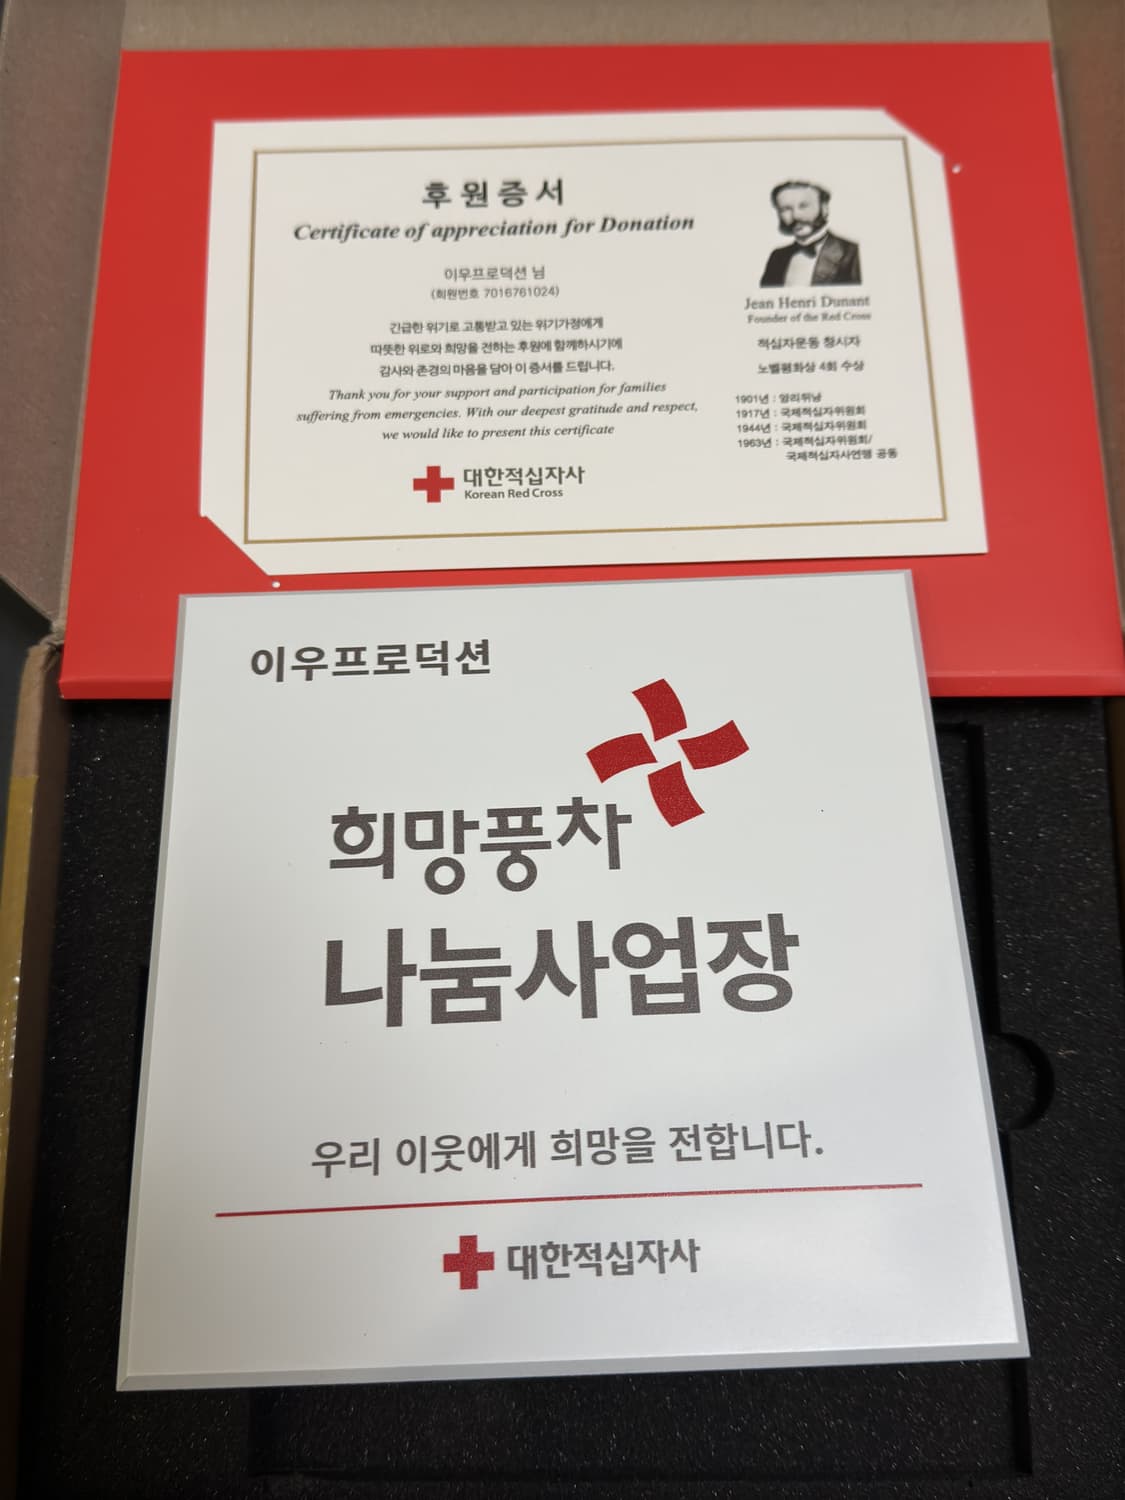 후원증서
Certificate of appreciation for Donation
이우프로덕션 님
(회원번호 7016761024)
긴급한 위기로 고통받고 있는 위기가정에게
따뜻한 위로와 희망을 전하는 후원에 함께하시기에
감사와 존경의 마음을 담아 이 증서를 드립니다.
Thank you for your support and participation for families
suffering from emergencies. With our deepest gratitude and respect,
we would like to present this certificate
대한적십자사
Korean Red Cross
Jean Henri Dunant
Founder of the Red Cross
적십자운동 창시자
노벨평화상 4회 수상
1901년 : 앙리뒤낭
1917년 : 국제적십자위원회
1944년 : 국제적십자위원회
1963년 : 국제적십자위원회/
국제적십자사연맹 공동
이우프로덕션
희망풍차
나눔사업장
우리 이웃에게 희망을 전합니다.
대한적십자사